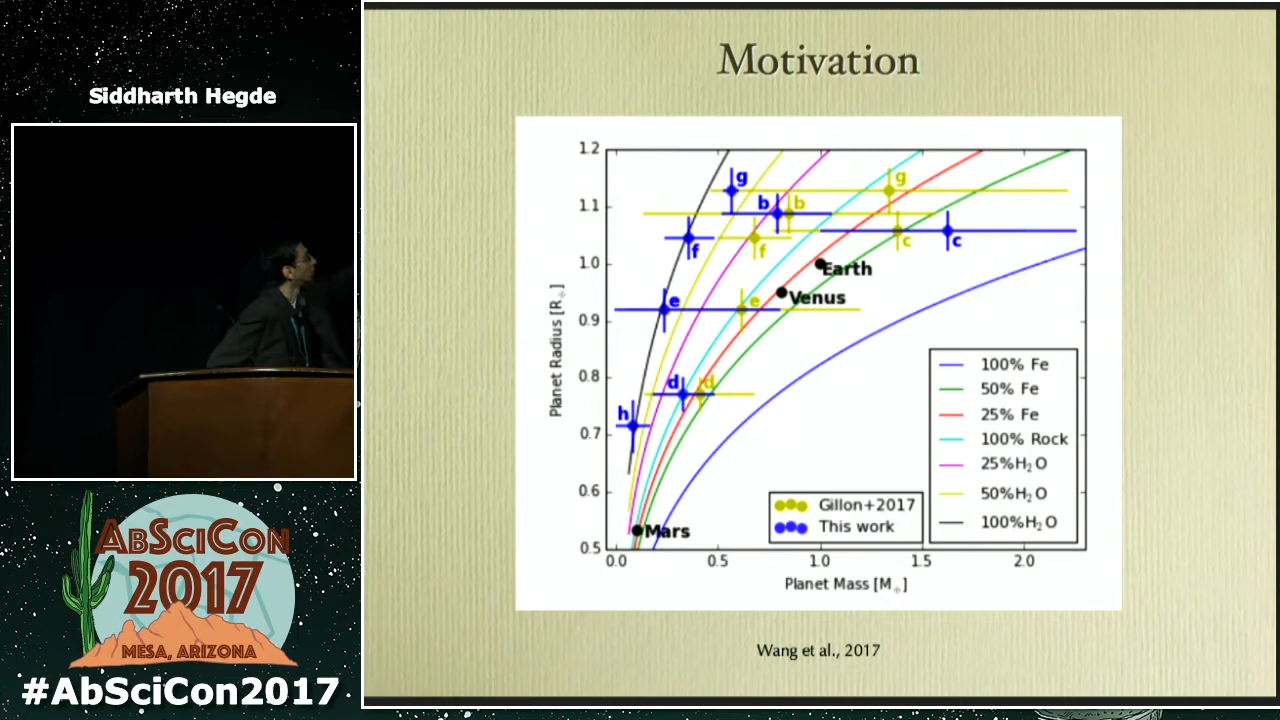 Siddharth Hegde
ABSCICON
2017
MESA, ARIZONA
#AbSciCon2017
Motivation
1.2
1.1
1.0
0.9
0.8
0.7
0.6
0.5
Planet Radius [R⊕]
0.0 0.5 1.0 1.5 2.0
Planet Mass [M⊕]
g
g
b b
f f
c c
Earth
Venus
e e
d d
h
Mars
100% Fe
50% Fe
25% Fe
100% Rock
25%H₂O
50%H₂O
100%H₂O
Gillon+2017
This work
Wang et al., 2017